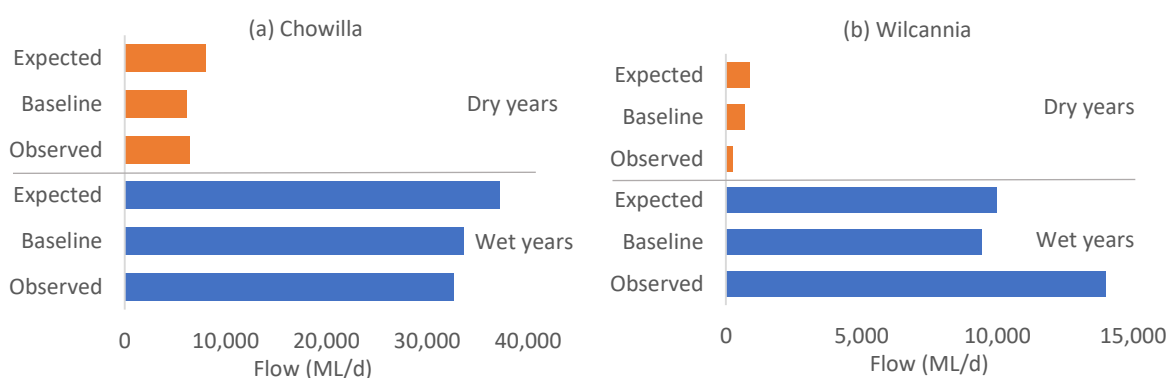 (a) Chowilla
Expected
Baseline
Dry years
Observed
Expected
Baseline
Wet years
Observed
0 10,000 20,000 30,000 40,000
Flow (ML/d)
(b) Wilcannia
Expected
Dry years
Baseline
Observed
Expected
Baseline
Wet years
Observed
0 5,000 10,000 15,000
Flow (ML/d)